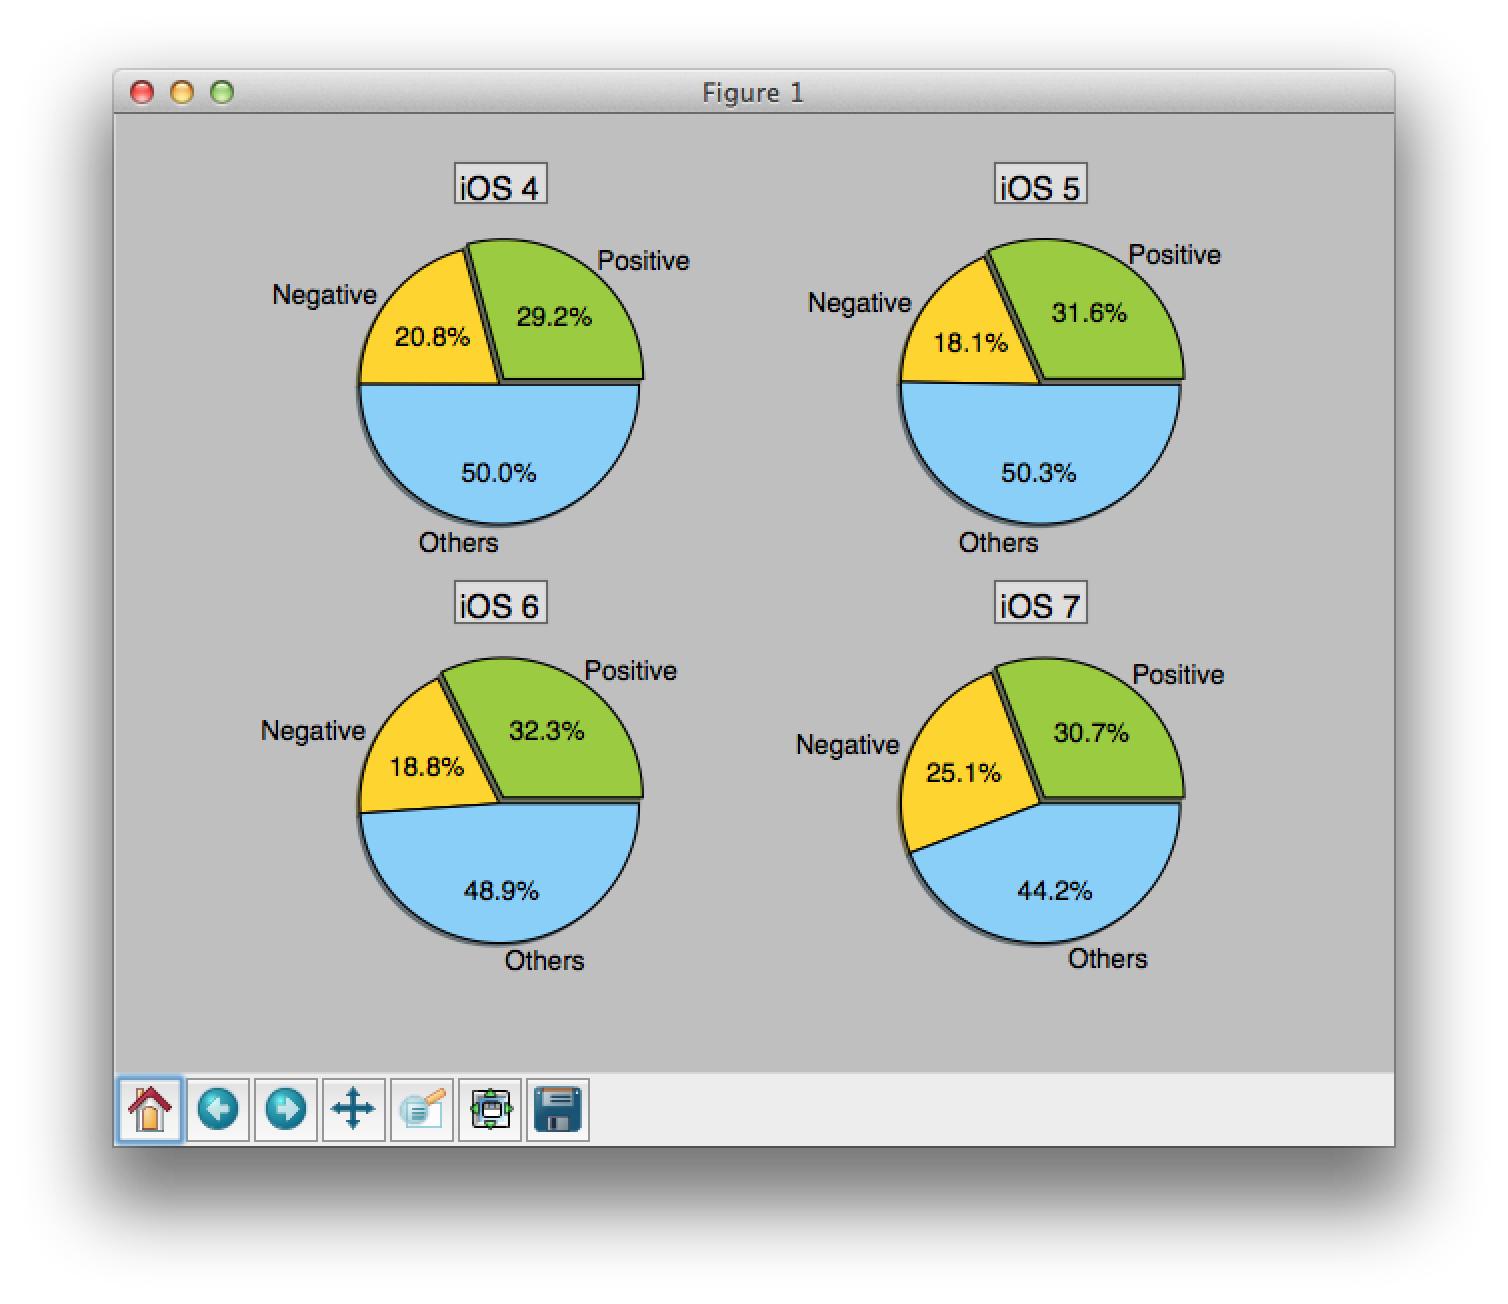 Figure 1
iOS 4
Positive
Negative
29.2%
20.8%
50.0%
Others
iOS 5
Positive
Negative
31.6%
18.1%
50.3%
Others
iOS 6
Positive
Negative
32.3%
18.8%
48.9%
Others
iOS 7
Positive
Negative
30.7%
25.1%
44.2%
Others